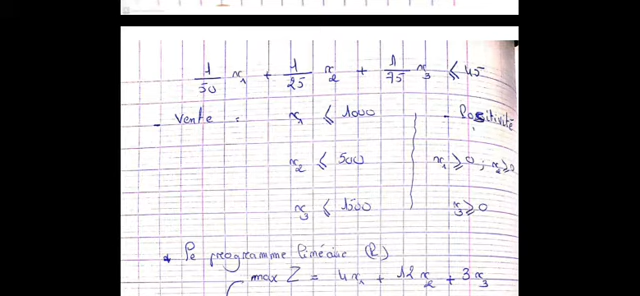 1/50 x₁ + 1/25 x₂ + 1/75 x₃ ⩽ 45
- Vente : x₁ ⩽ 1000 - Positivité
x₂ ⩽ 500 x₁ ⩾ 0 ; x₂ ⩾ 0
x₃ ⩽ 1500 x₃ ⩾ 0
* Le programme linéaire (L)
max Z = 4x₁ + 12x₂ + 3x₃